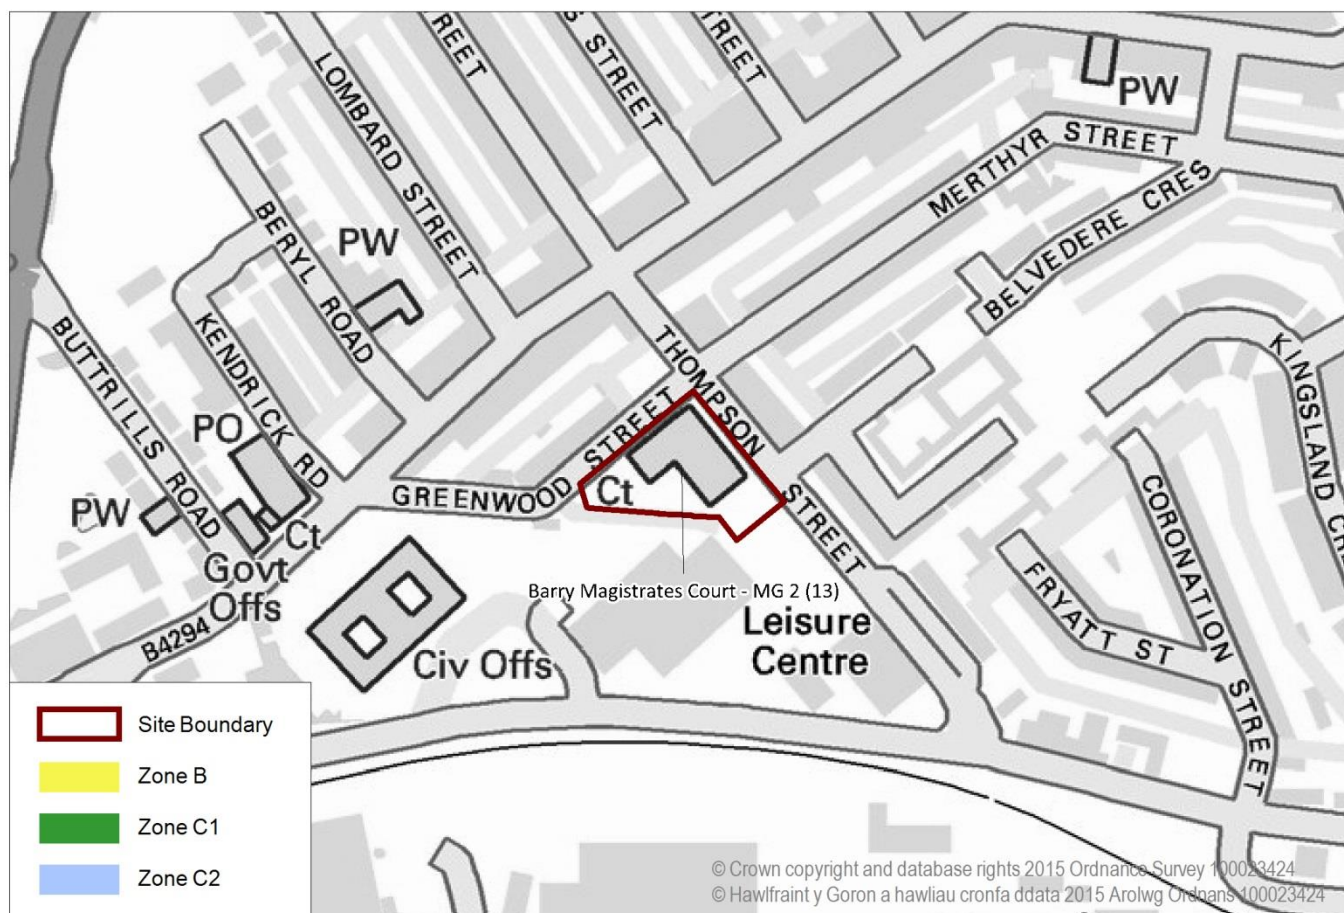 REET
S STREET
STREET
LOMBARD STREET
PW
MERTHYR STREET
BELVEDERE CRES
BERYL ROAD
PW
KENDRICK RD
BUTTRILLS ROAD
THOMPSON STREET
KINGSLAND CRE
PO
GREENWOOD STREET
Ct
PW
Ct
Govt
Offs
CORONATION STREET
FRYATT ST
Barry Magistrates Court - MG 2 (13)
Leisure
Centre
B4294
Civ Offs
Site Boundary
Zone B
Zone C1
Zone C2
© Crown copyright and database rights 2015 Ordnance Survey 100023424
© Hawlfraint y Goron a hawliau cronfa ddata 2015 Arolwg Ordnans 100023424